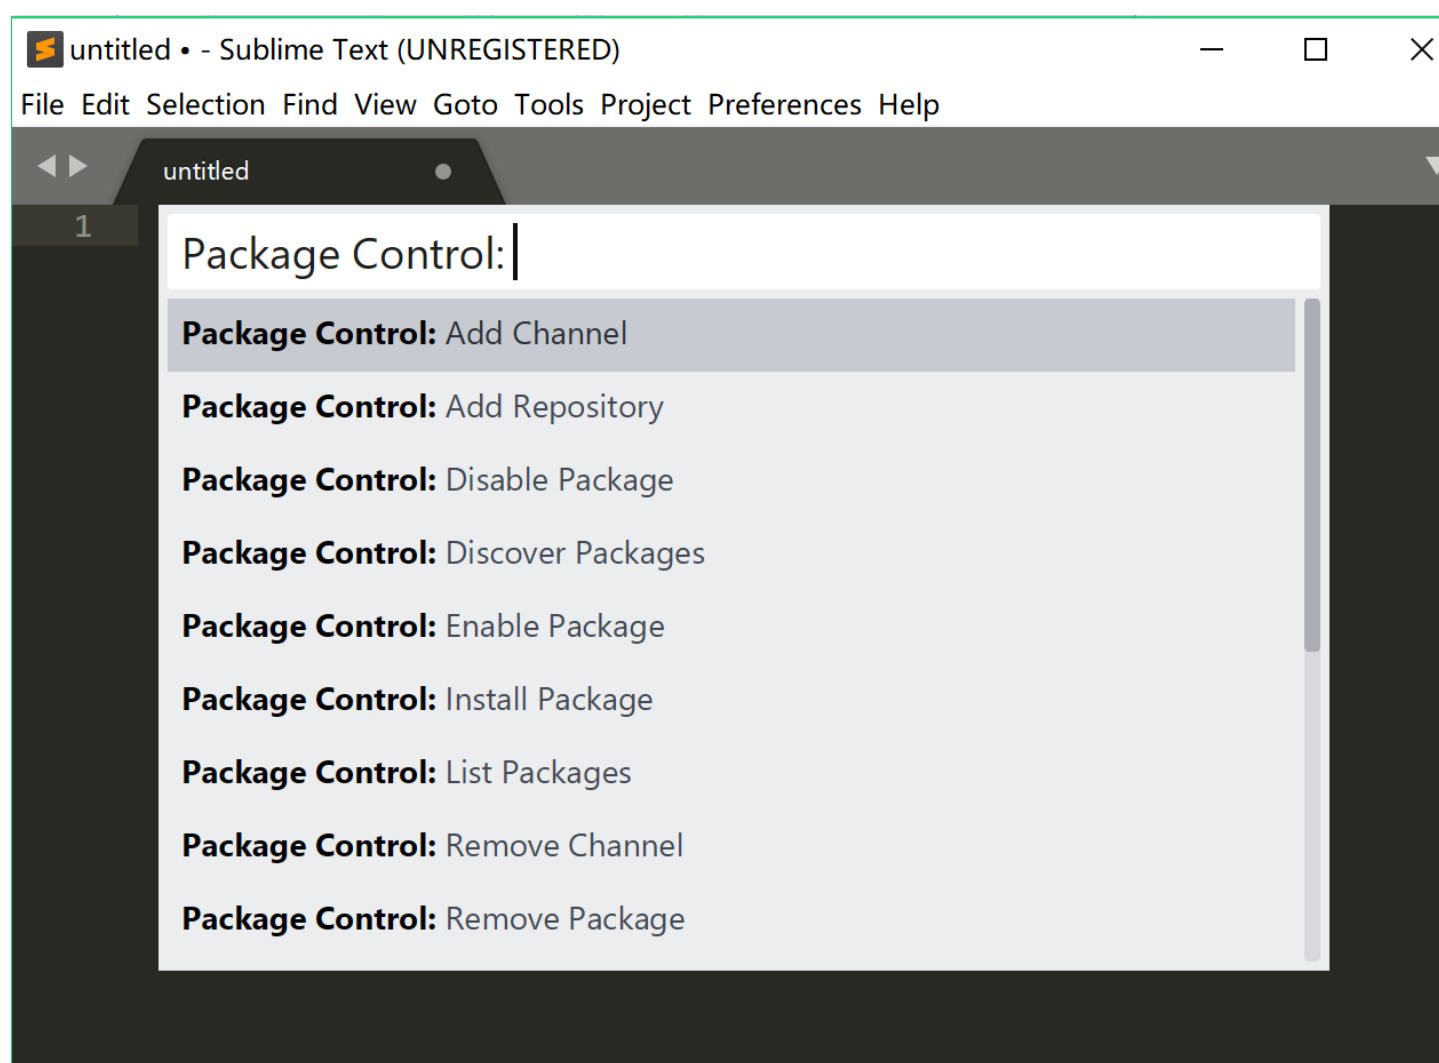 untitled • - Sublime Text (UNREGISTERED)
File Edit Selection Find View Goto Tools Project Preferences Help
untitled
1
Package Control:
Package Control: Add Channel
Package Control: Add Repository
Package Control: Disable Package
Package Control: Discover Packages
Package Control: Enable Package
Package Control: Install Package
Package Control: List Packages
Package Control: Remove Channel
Package Control: Remove Package